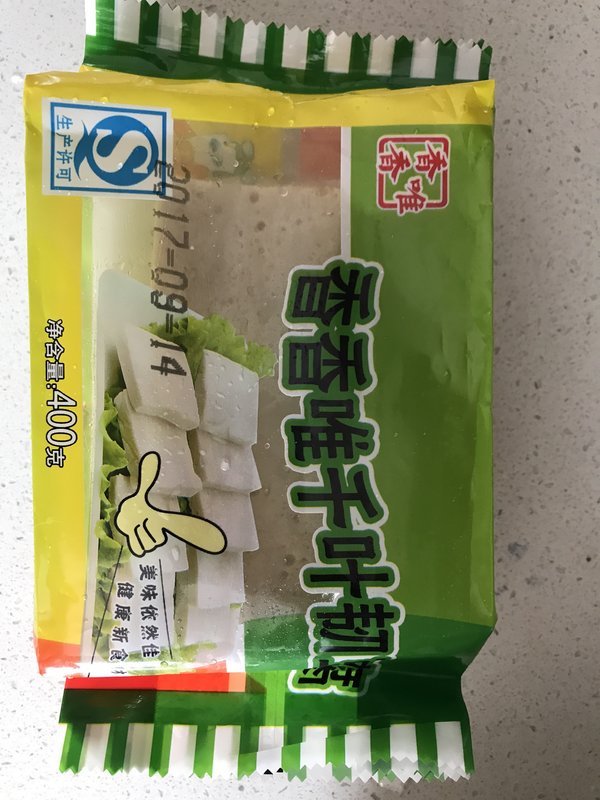 香香唯
香香唯千叶韧
生产许可
2017=09=14
美味依然佳
健康新食
净含量:400克